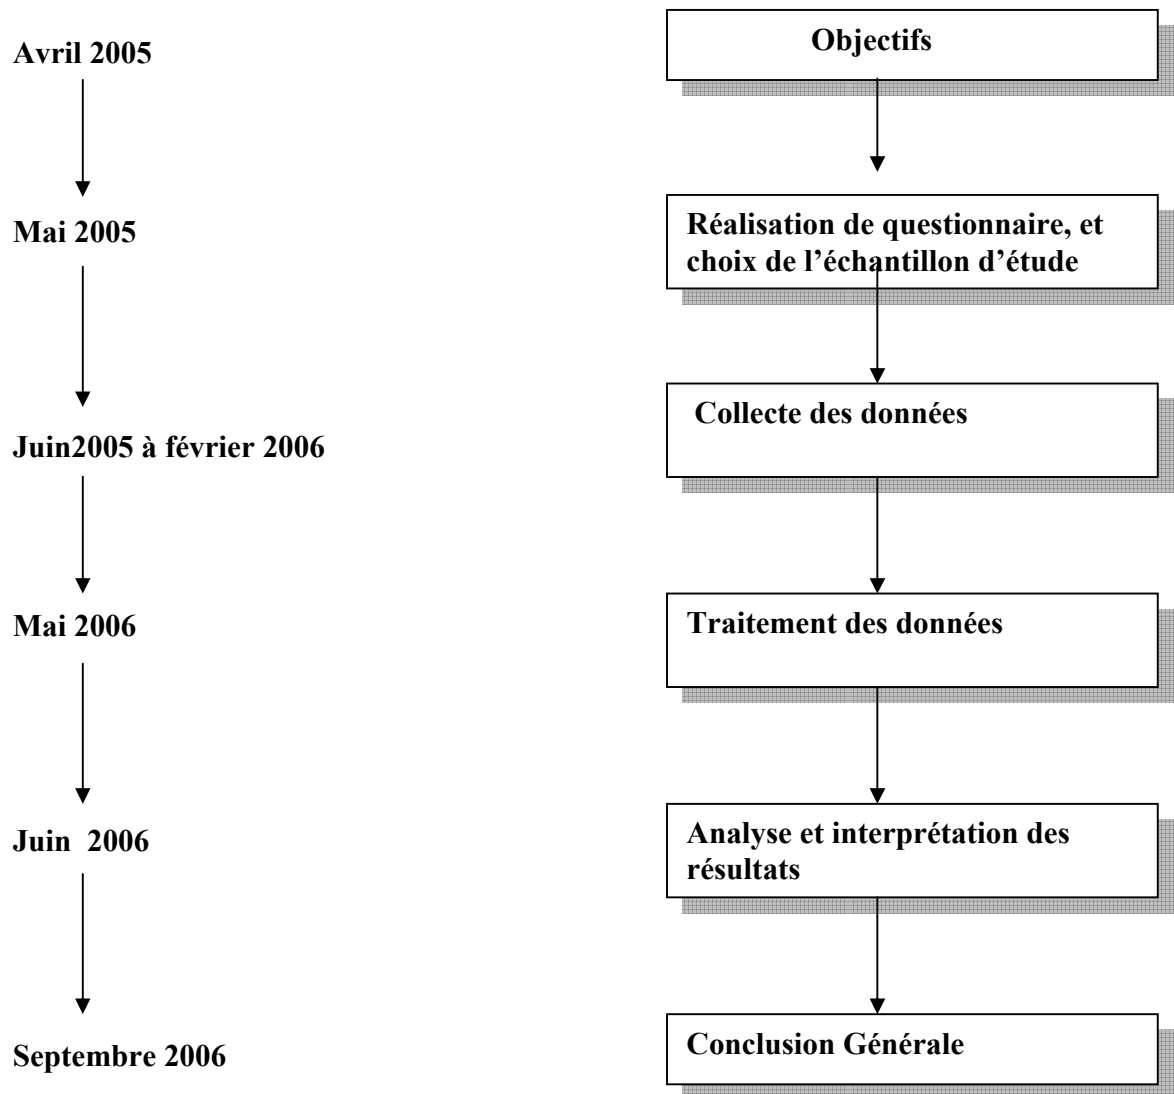 Avril 2005
Objectifs
Mai 2005
Réalisation de questionnaire, et
choix de l’échantillon d’étude
Juin2005 à février 2006
Collecte des données
Mai 2006
Traitement des données
Juin  2006
Analyse et interprétation des
résultats
Septembre 2006
Conclusion Générale